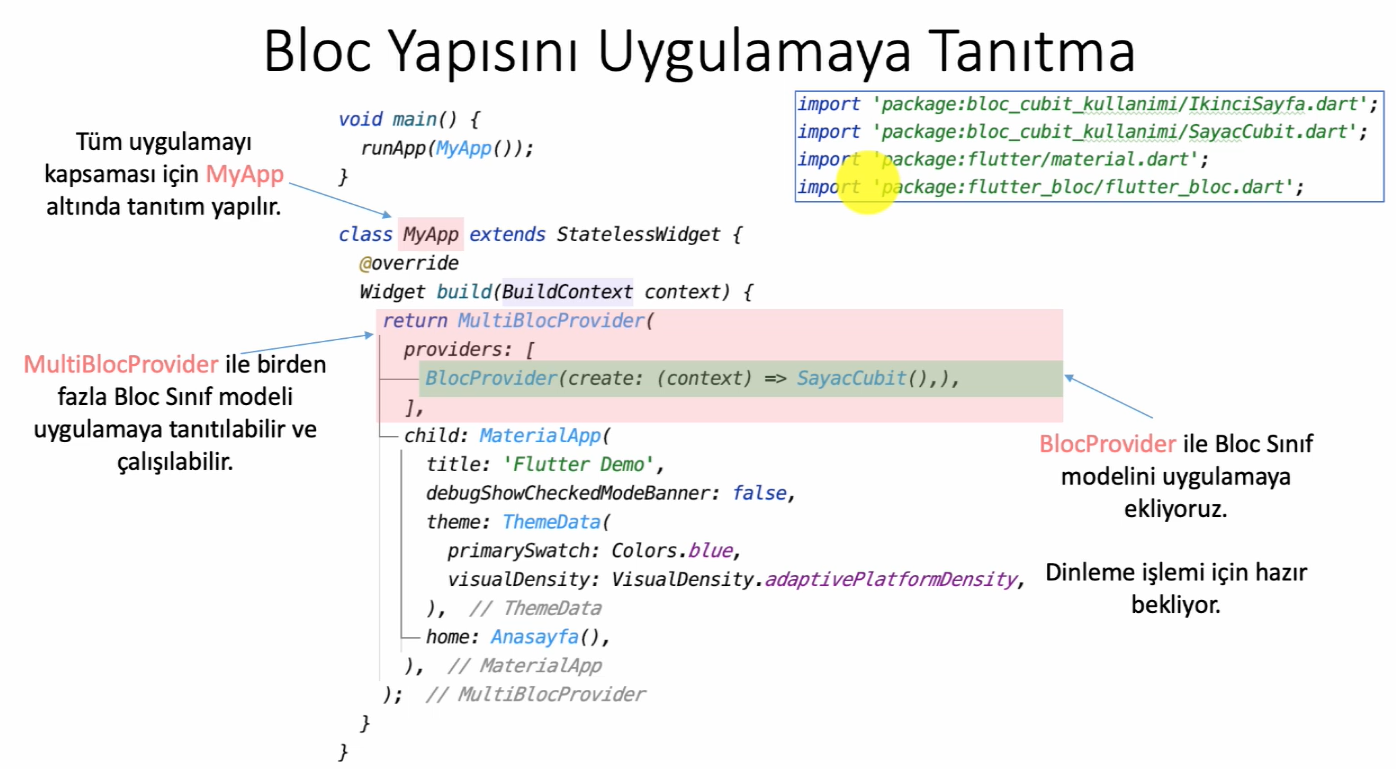 Bloc Yapısını Uygulamaya Tanıtma
Tüm uygulamayı
kapsaması için MyApp
altında tanıtım yapılır.
void main() {
runApp(MyApp());
}
import 'package:bloc_cubit_kullanimi/IkinciSayfa.dart';
import 'package:bloc_cubit_kullanimi/SayacCubit.dart';
import 'package:flutter/material.dart';
import 'package:flutter_bloc/flutter_bloc.dart';
class MyApp extends StatelessWidget {
@override
Widget build(BuildContext context) {
return MultiBlocProvider(
providers: [
BlocProvider(create: (context) => SayacCubit(),),
],
child: MaterialApp(
title: 'Flutter Demo',
debugShowCheckedModeBanner: false,
theme: ThemeData(
primarySwatch: Colors.blue,
visualDensity: VisualDensity.adaptivePlatformDensity,
), // ThemeData
home: Anasayfa(),
), // MaterialApp
); // MultiBlocProvider
}
}
MultiBlocProvider ile birden
fazla Bloc Sınıf modeli
uygulamaya tanıtılabilir ve
çalışılabilir.
BlocProvider ile Bloc Sınıf
modelini uygulamaya
ekliyoruz.
Dinleme işlemi için hazır
bekliyor.